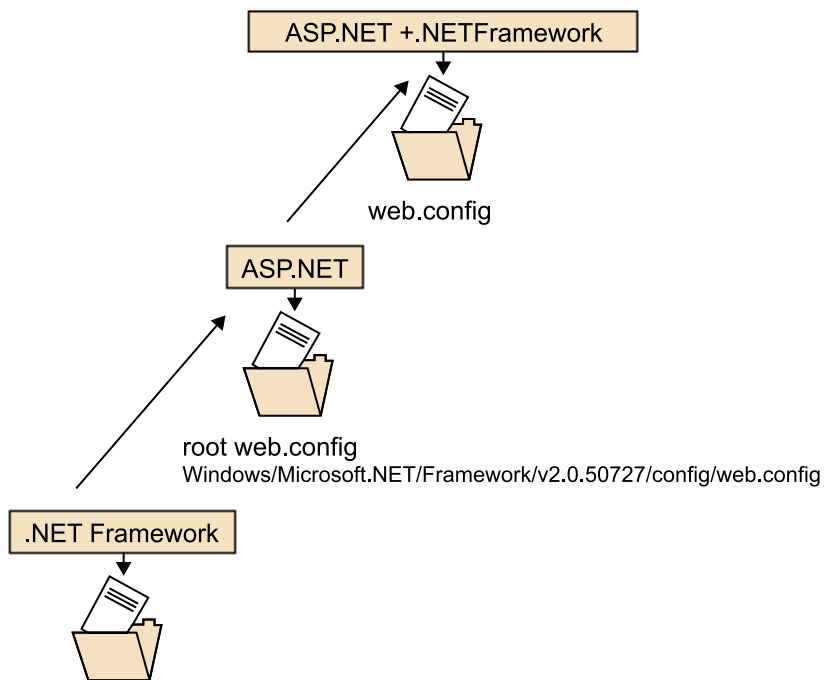 ASP.NET +.NETFramework
web.config
ASP.NET
root web.config
Windows/Microsoft.NET/Framework/v2.0.50727/config/web.config
.NET Framework